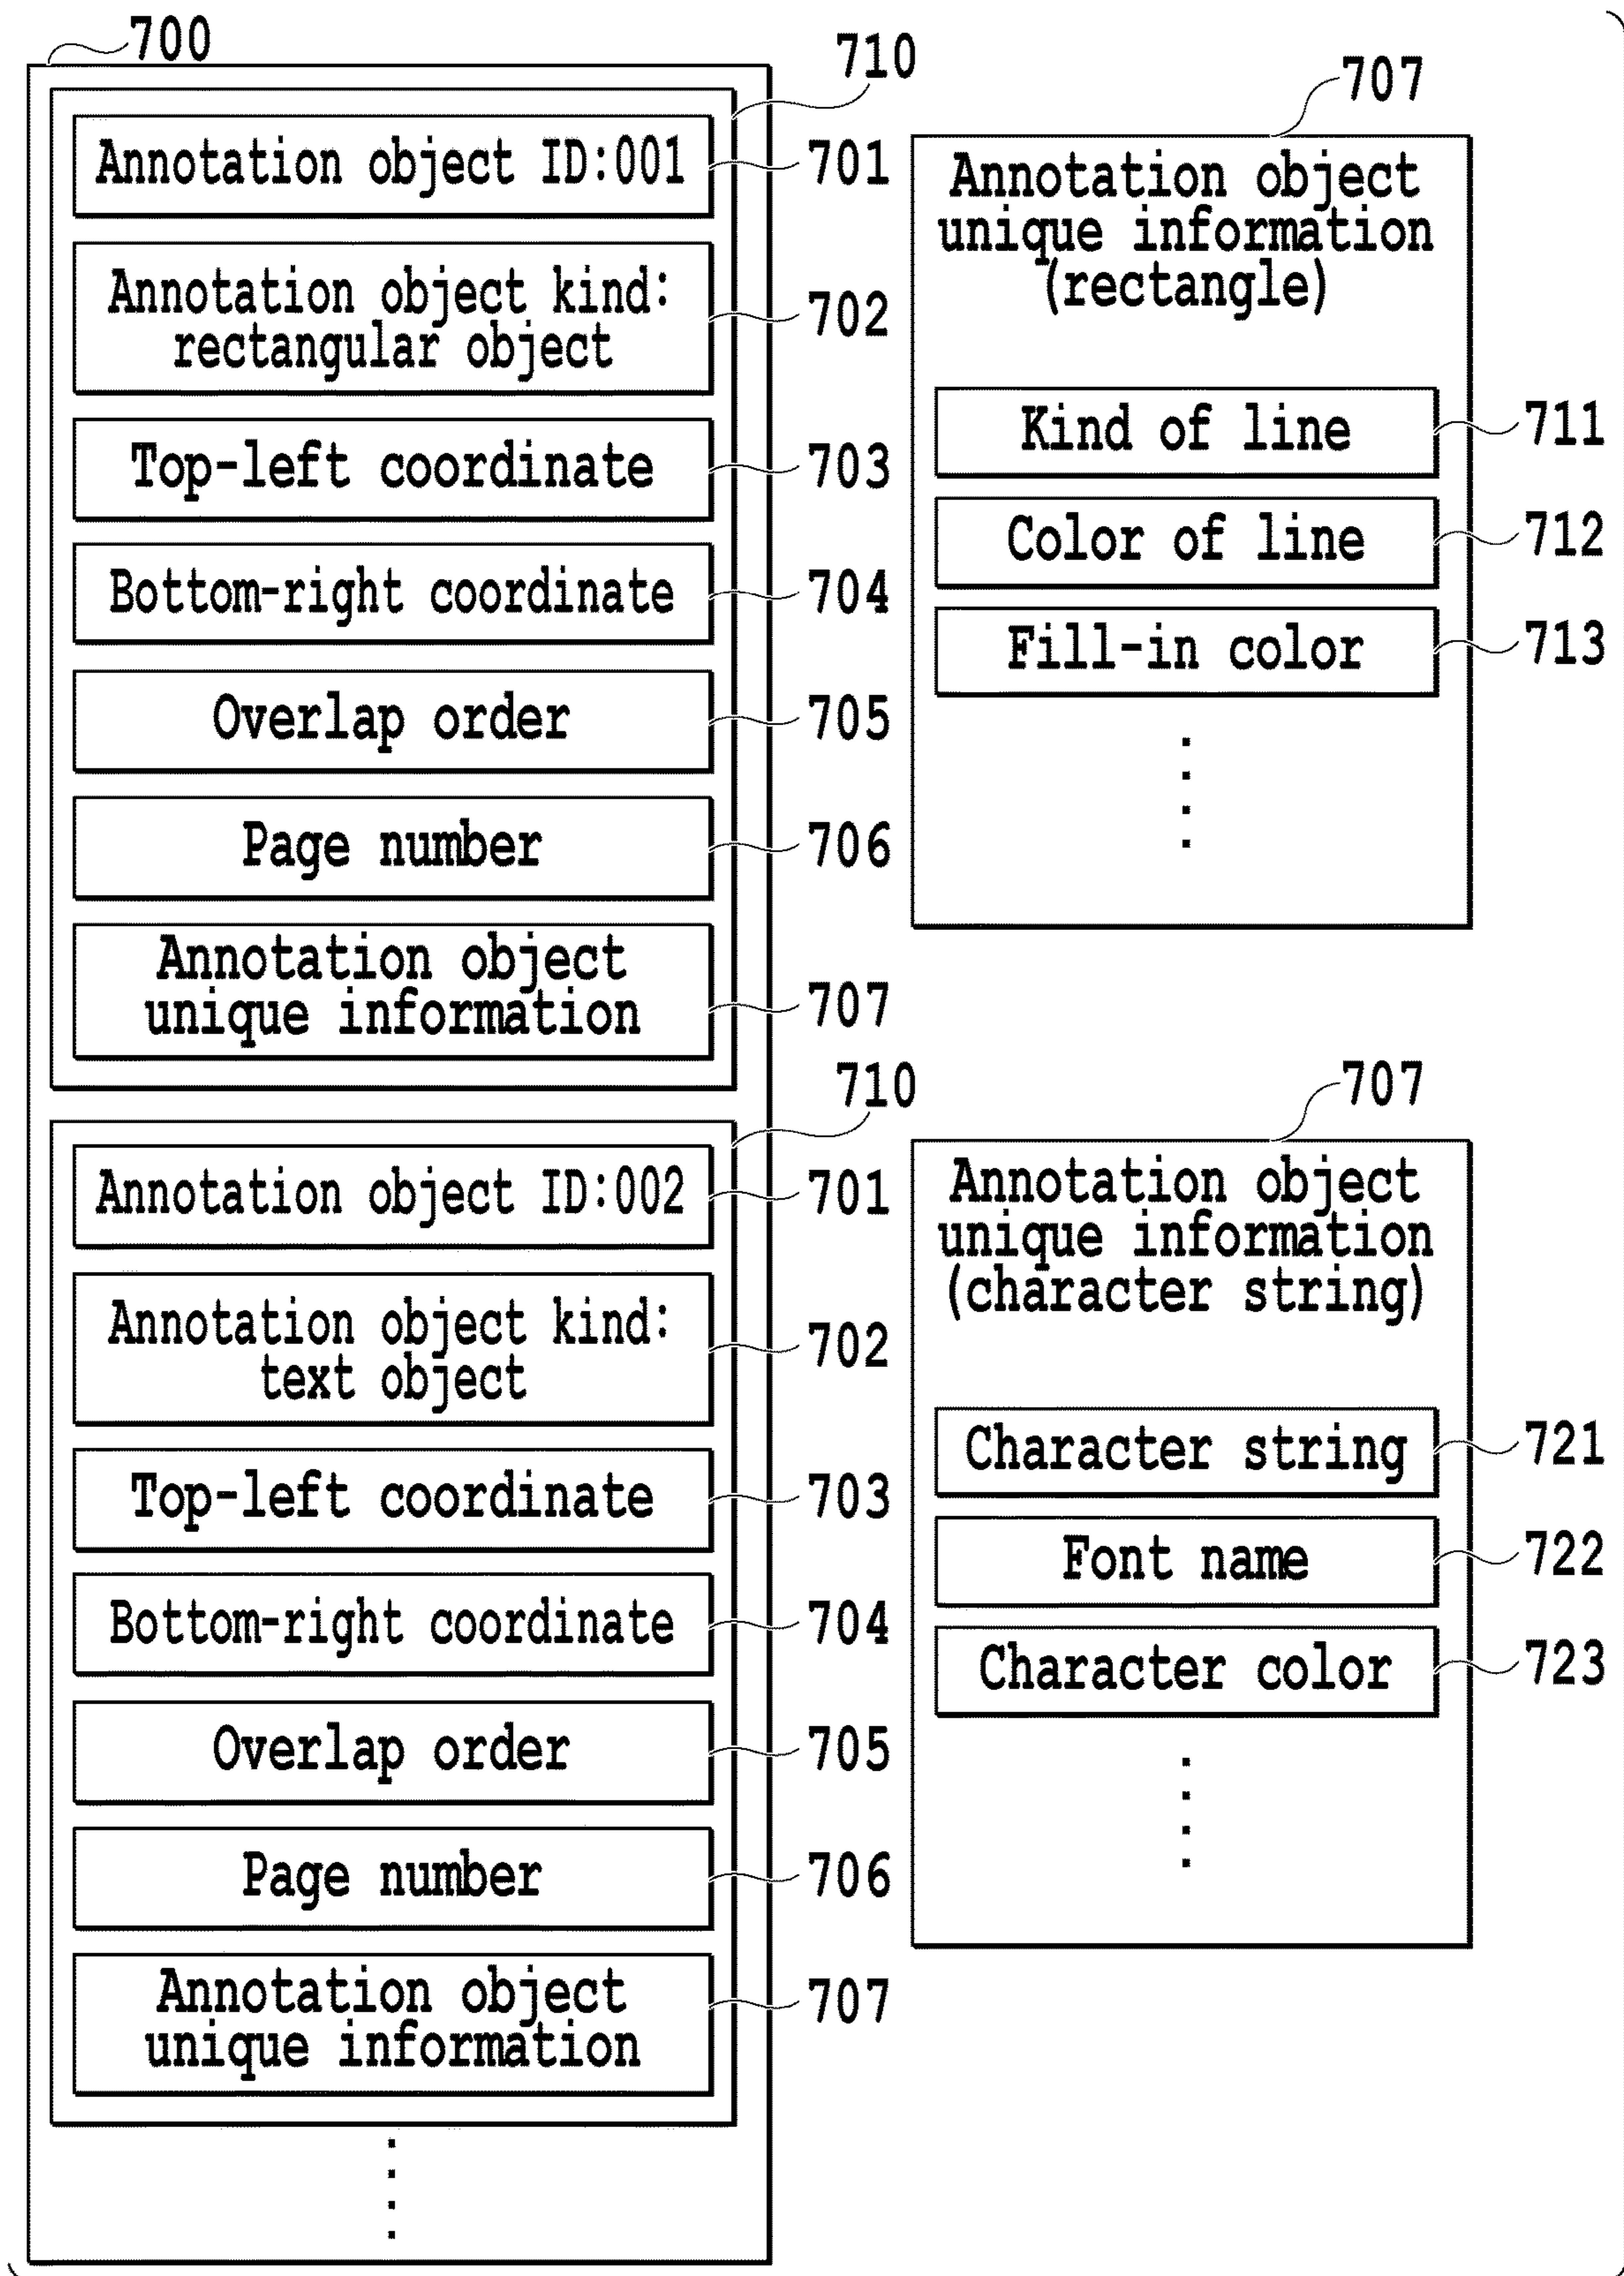 700
710
Annotation object ID:001
701
Annotation object kind:
rectangular object
702
Top-left coordinate
703
Bottom-right coordinate
704
Overlap order
705
Page number
706
Annotation object
unique information
707
710
Annotation object ID:002
701
Annotation object kind:
text object
702
Top-left coordinate
703
Bottom-right coordinate
704
Overlap order
705
Page number
706
Annotation object
unique information
707
707
Annotation object
unique information
(rectangle)
Kind of line
711
Color of line
712
Fill-in color
713
707
Annotation object
unique information
(character string)
Character string
721
Font name
722
Character color
723